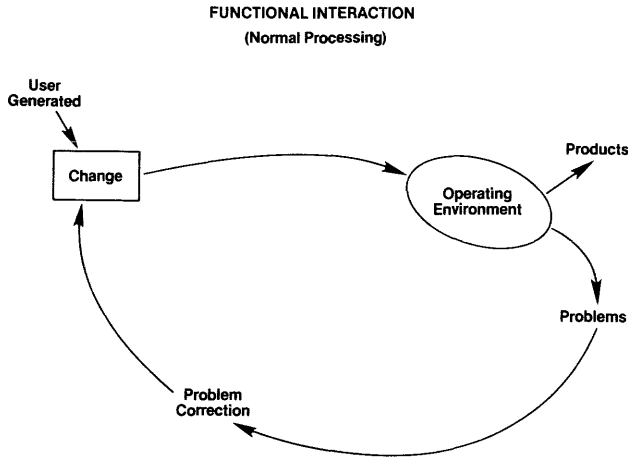 FUNCTIONAL INTERACTION
(Normal Processing)
User
Generated
Change
Operating
Environment
Products
Problems
Problem
Correction